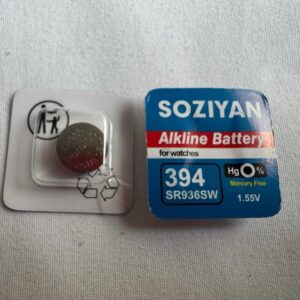 SOZIYAN
Alkline Battery
for watches
394
SR936SW
Hg 0%
Mercury Free
1.55V